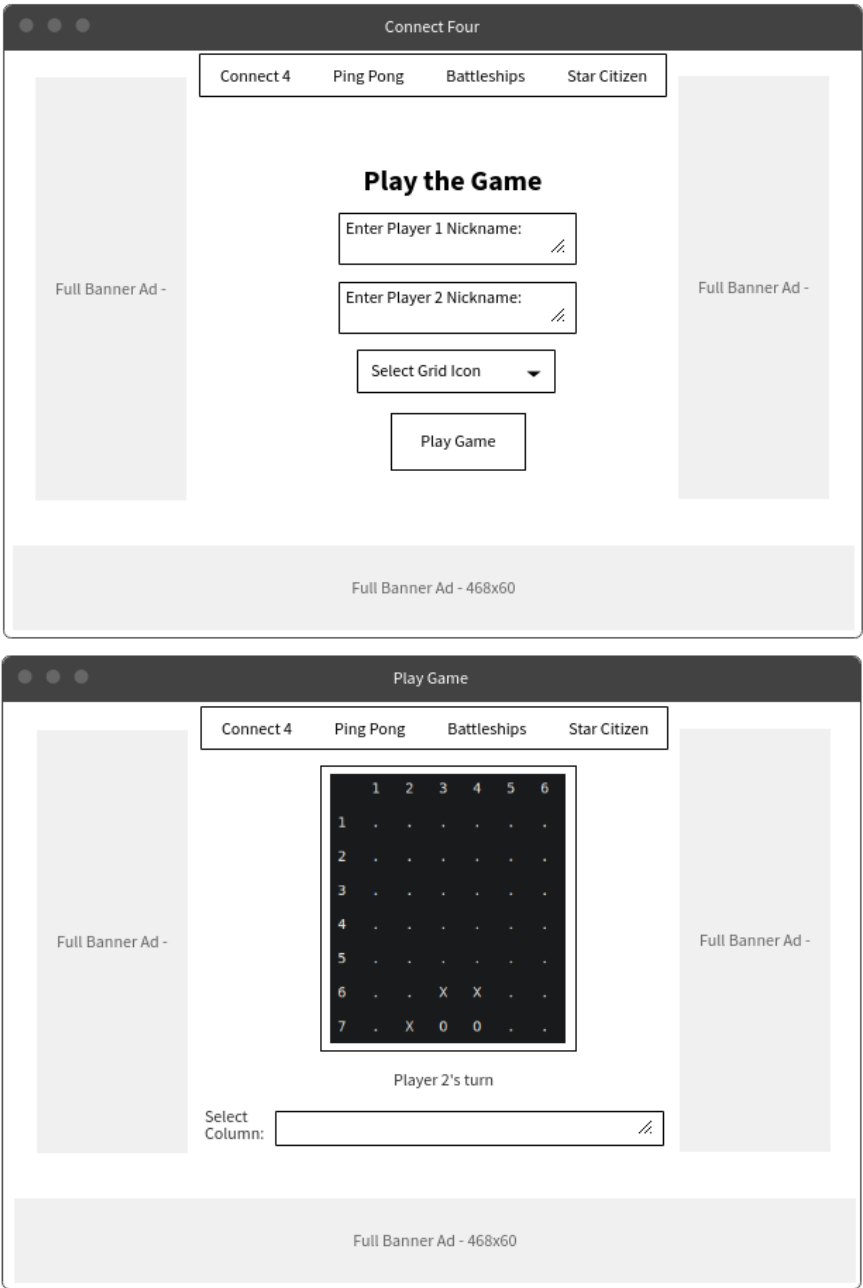 Connect Four
Connect 4 Ping Pong Battleships Star Citizen
Play the Game
Enter Player 1 Nickname:
Full Banner Ad - Full Banner Ad -
Enter Player 2 Nickname:
Select Grid Icon
Play Game
Full Banner Ad - 468x60
Play Game
Connect 4 Ping Pong Battleships Star Citizen
1 2 3 4 5 6
1 . . . . . .
2 . . . . . .
3 . . . . . .
4 . . . . . .
Full Banner Ad - Full Banner Ad -
5 . . . . . .
6 . . X X . .
7 . X O O . .
Player 2's turn
Select
Column:
Full Banner Ad - 468x60